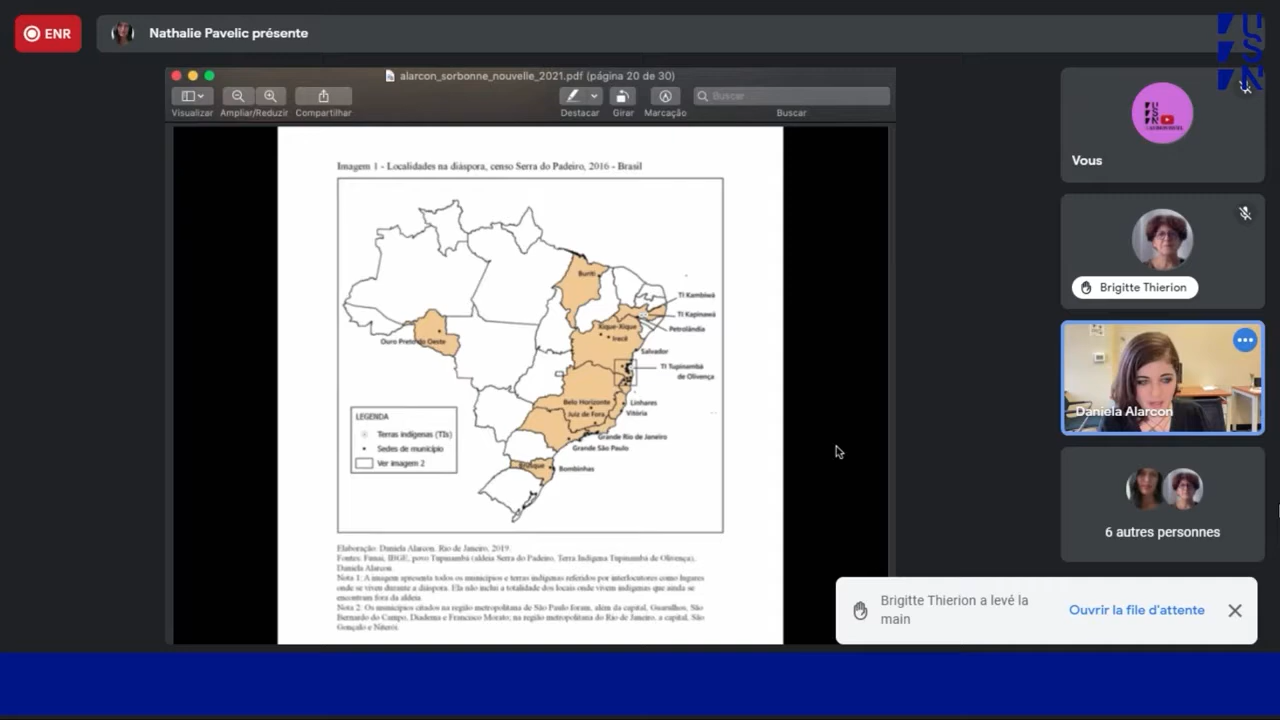 ENR
Nathalie Pavelic présente
alarcon_sorbonne_nouvelle_2021.pdf (página 20 de 30)
Buscar
Visualizar Ampliar/Reduzir Compartilhar Destacar Girar Marcação Buscar
Imagem 1 - Localidades na diáspora, censo Serra do Padeiro, 2016 - Brasil
Buriti
TI Kambiwá
TI Kapinawá
Xique-Xique
Petrolândia
Irecê
Ouro Preto do Oeste
Salvador
TI Tupinambá
de Olivença
Belo Horizonte
Linhares
Juiz de Fora
Vitória
LEGENDA
Terras indígenas (TIs)
Sedes de município
Ver imagem 2
Grande Rio de Janeiro
Grande São Paulo
Brusque
Bombinhas
Elaboração: Daniela Alarcon. Rio de Janeiro, 2019.
Fontes: Funai, IBGE, povo Tupinambá (aldeia Serra do Padeiro, Terra Indígena Tupinambá de Olivença),
Daniela Alarcon.
Nota 1: A imagem apresenta todos os municípios e terras indígenas referidos por interlocutores como lugares
onde se viveu durante a diáspora. Ela não inclui a totalidade dos locais onde vivem indígenas que ainda se
encontram fora da aldeia.
Nota 2: Os municípios citados na região metropolitana de São Paulo foram, além da capital, Guarulhos, São
Bernardo do Campo, Diadema e Francisco Morato; na região metropolitana do Rio de Janeiro, a capital, São
Gonçalo e Niterói.
USN
Vous
Brigitte Thierion
Daniela Alarcon
6 autres personnes
Brigitte Thierion a levé la
main
Ouvrir la file d'attente